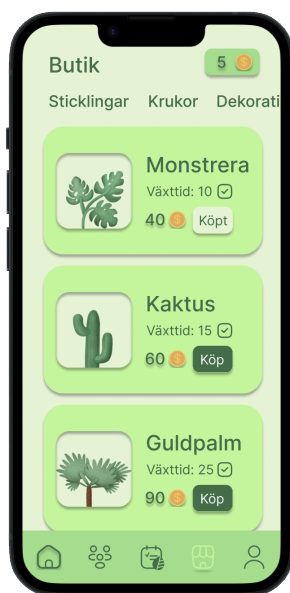 Butik
5
Sticklingar Krukor Dekorati
Monstrera
Växttid: 10
40 Köpt
Kaktus
Växttid: 15
60 Köp
Guldpalm
Växttid: 25
90 Köp